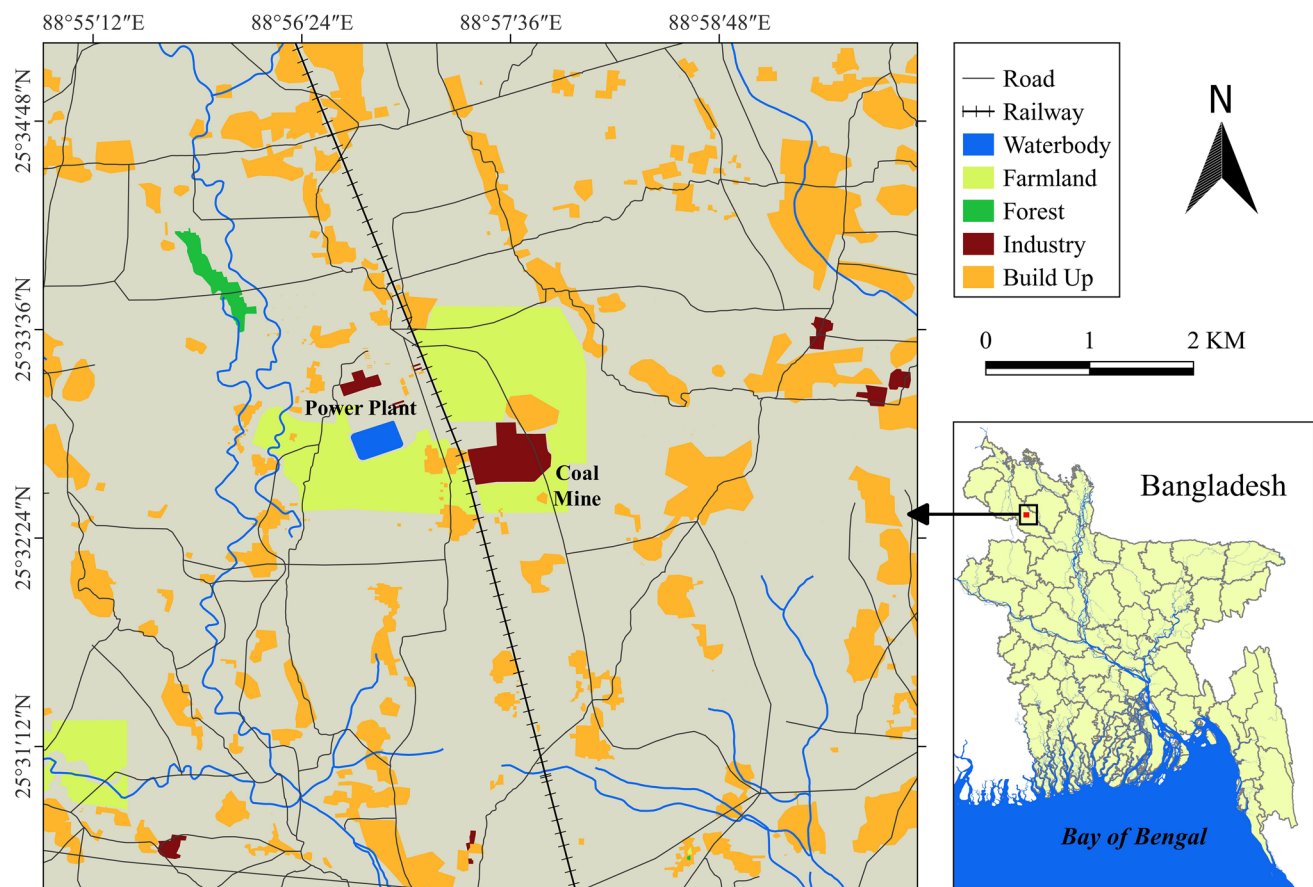 88°55'12"E 88°56'24"E 88°57'36"E 88°58'48"E
25°34'48"N
25°33'36"N
25°32'24"N
25°31'12"N
Power Plant
Coal
Mine
Road
Railway
Waterbody
Farmland
Forest
Industry
Build Up
N
0 1 2 KM
Bangladesh
Bay of Bengal